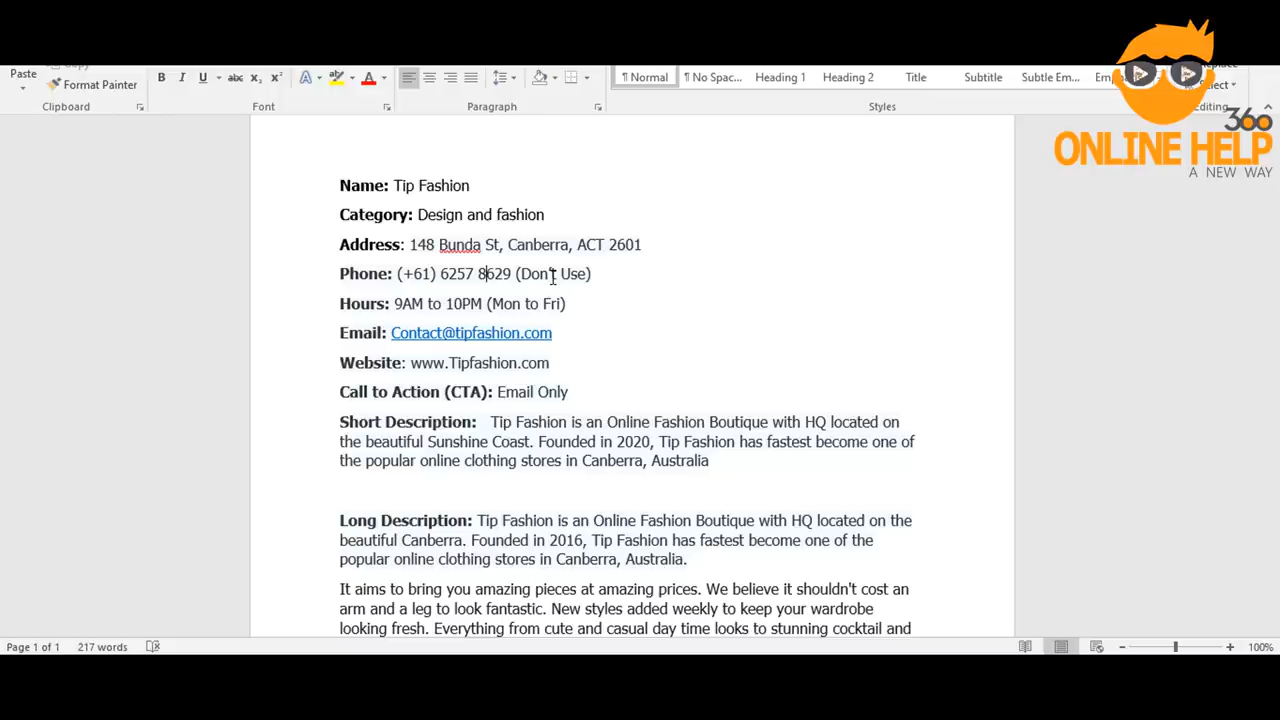 Copy
Replace
Paste
Format Painter
B I U abc x₂ x² A A
¶ Normal ¶ No Spac... Heading 1 Heading 2 Title Subtitle Subtle Em...
Select
Clipboard Font Paragraph Styles Editing
360
ONLINE HELP
A NEW WAY
Name: Tip Fashion
Category: Design and fashion
Address: 148 Bunda St, Canberra, ACT 2601
Phone: (+61) 6257 8629 (Don't Use)
Hours: 9AM to 10PM (Mon to Fri)
Email: Contact@tipfashion.com
Website: www.Tipfashion.com
Call to Action (CTA): Email Only
Short Description: Tip Fashion is an Online Fashion Boutique with HQ located on
the beautiful Sunshine Coast. Founded in 2020, Tip Fashion has fastest become one of
the popular online clothing stores in Canberra, Australia
Long Description: Tip Fashion is an Online Fashion Boutique with HQ located on the
beautiful Canberra. Founded in 2016, Tip Fashion has fastest become one of the
popular online clothing stores in Canberra, Australia.
It aims to bring you amazing pieces at amazing prices. We believe it shouldn't cost an
arm and a leg to look fantastic. New styles added weekly to keep your wardrobe
looking fresh. Everything from cute and casual day time looks to stunning cocktail and
Page 1 of 1 217 words 100%